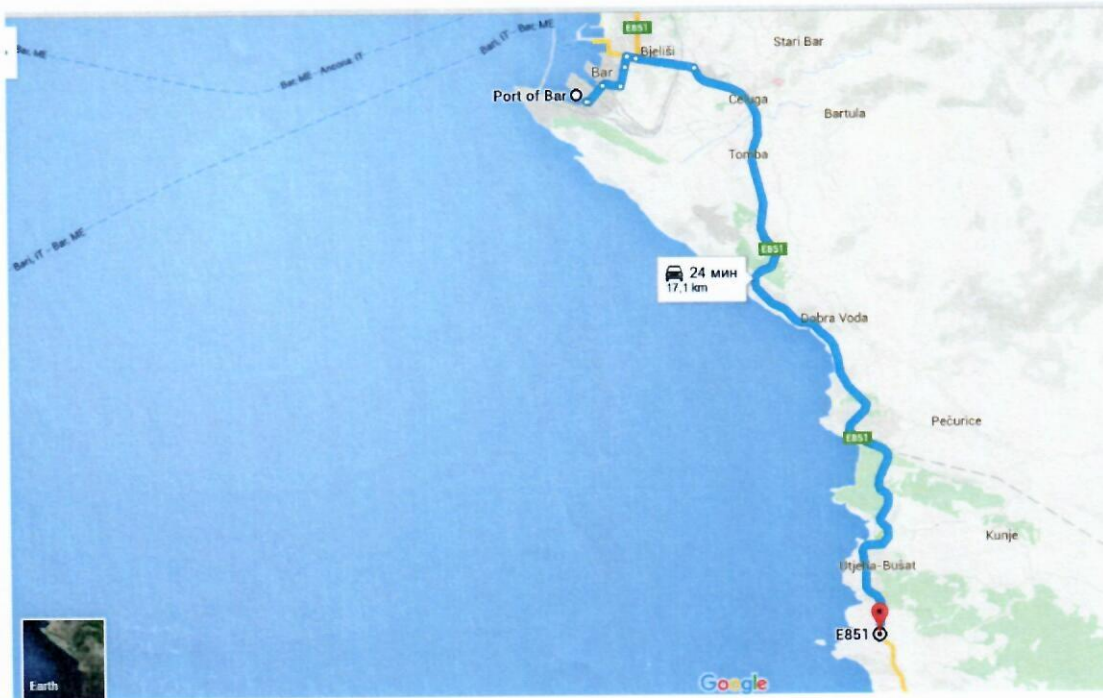 Bar, ME
Bar, ME - Ancona, IT
Bari, IT - Bar, ME
Bari, IT - Bar, ME
E851
Bjeliši
Stari Bar
Bar
Port of Bar
Čeluga
Bartula
Tomba
E851
24 мин
17,1 km
Dobra Voda
Pečurice
E851
Kunje
Utjeha-Bušat
E851
Earth
Google